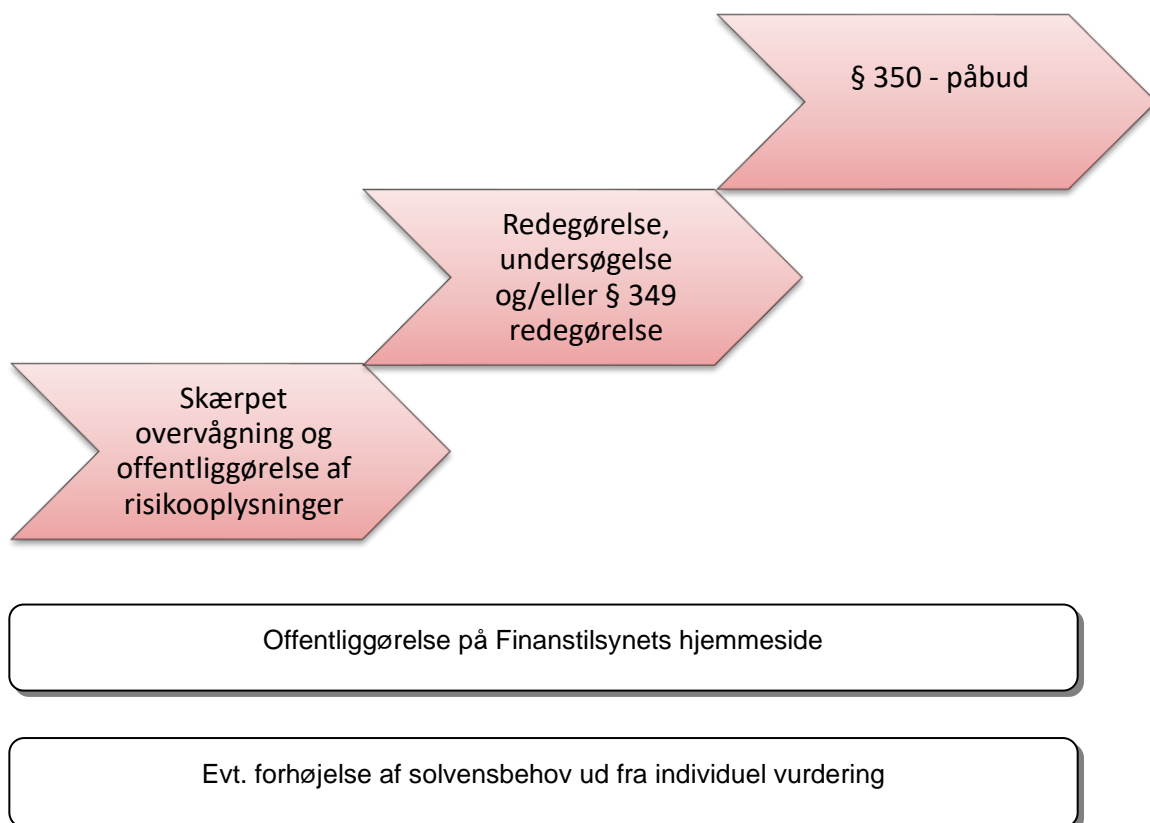 § 350 - påbud
Redegørelse,
undersøgelse
og/eller § 349
redegørelse
Skærpet
overvågning og
offentliggørelse af
risikooplysninger
Offentliggørelse på Finanstilsynets hjemmeside
Evt. forhøjelse af solvensbehov ud fra individuel vurdering